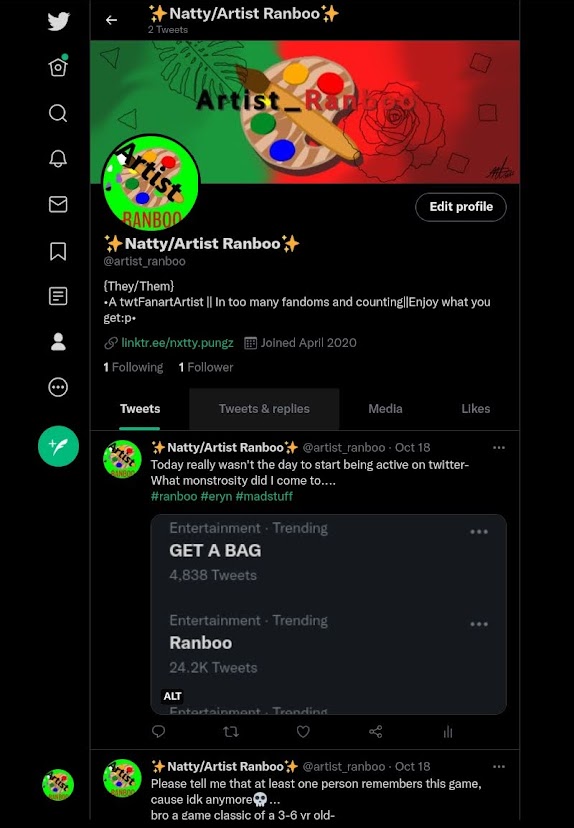 ✨Natty/Artist Ranboo✨
2 Tweets
Artist_Ranboo
Artist
RANBOO
Edit profile
✨Natty/Artist Ranboo✨
@artist_ranboo
{They/Them}
•A twtFanartArtist || In too many fandoms and counting||Enjoy what you
get:p•
linktr.ee/nxtty.pungz Joined April 2020
1 Following 1 Follower
Tweets Tweets & replies Media Likes
✨Natty/Artist Ranboo✨ @artist_ranboo · Oct 18
Today really wasn't the day to start being active on twitter-
What monstrosity did I come to....
#ranboo #eryn #madstuff
Entertainment · Trending
GET A BAG
4,838 Tweets
Entertainment · Trending
Ranboo
24.2K Tweets
ALT
Entertainment · Trending
✨Natty/Artist Ranboo✨ @artist_ranboo · Oct 18
Please tell me that at least one person remembers this game,
cause idk anymore💀...
bro a game classic of a 3-6 yr old-